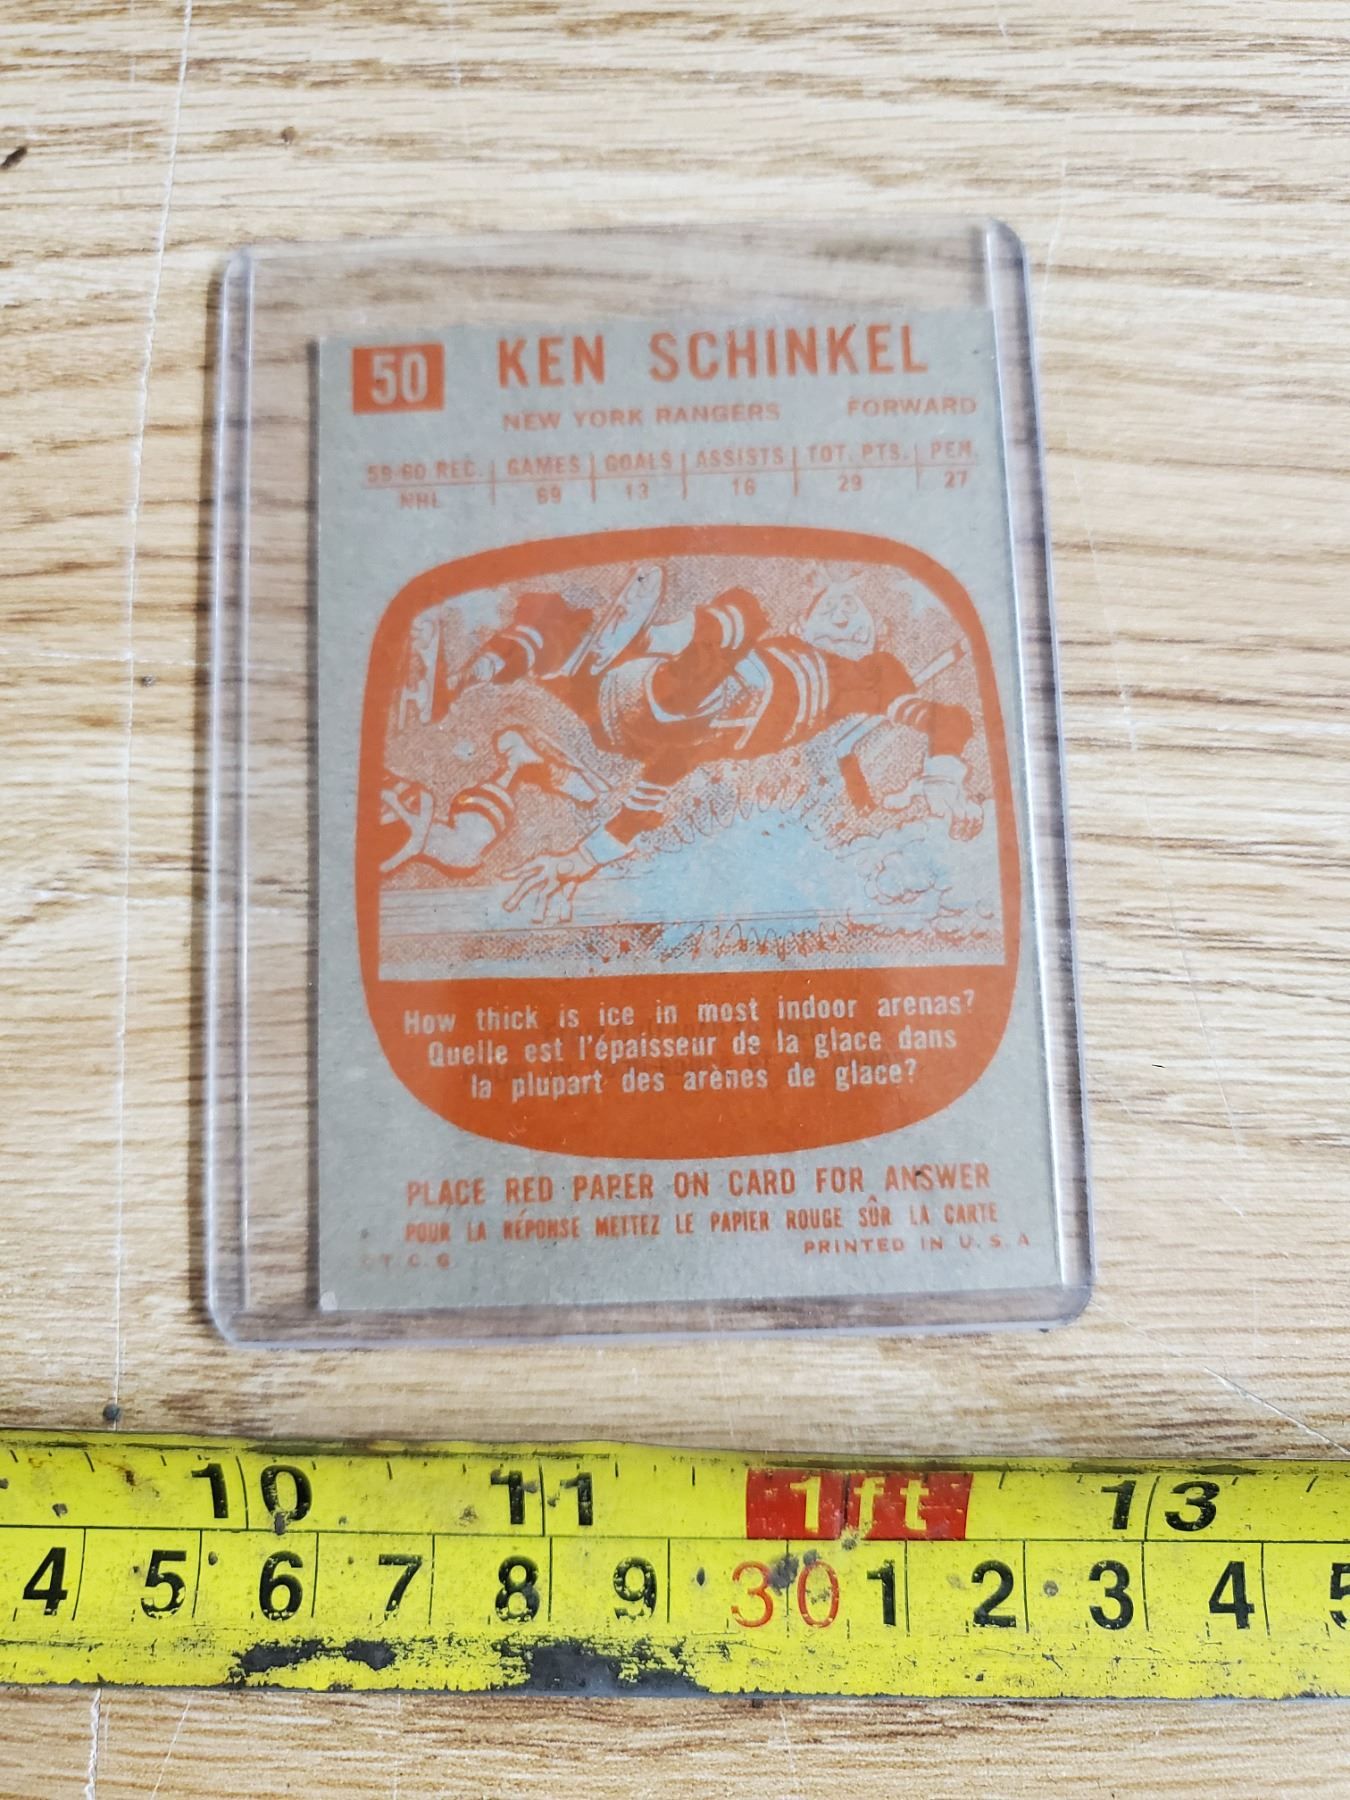 50 KEN SCHINKEL
NEW YORK RANGERS FORWARD
59-60 REC. GAMES GOALS ASSISTS TOT. PTS. PEN.
NHL 69 13 16 29 27
How thick is ice in most indoor arenas?
Quelle est l'épaisseur de la glace dans
la plupart des arènes de glace?
PLACE RED PAPER ON CARD FOR ANSWER
POUR LA RÉPONSE METTEZ LE PAPIER ROUGE SÛR LA CARTE
©T.C.G. PRINTED IN U.S.A
10 11 1ft 13
4 5 6 7 8 9 30 1 2 3 4 5